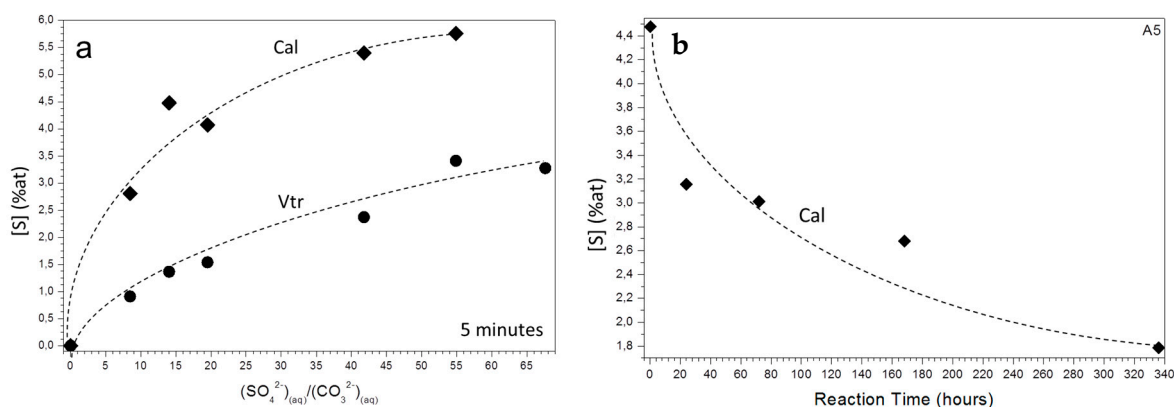 a
[S] (%at)
6,0
5,5
5,0
4,5
4,0
3,5
3,0
2,5
2,0
1,5
1,0
0,5
0,0
Cal
Vtr
5 minutes
0 5 10 15 20 25 30 35 40 45 50 55 60 65
(SO₄²⁻)(aq)/(CO₃²⁻)(aq)
b
A5
[S] (%at)
4,4
4,2
4,0
3,8
3,6
3,4
3,2
3,0
2,8
2,6
2,4
2,2
2,0
1,8
Cal
0 20 40 60 80 100 120 140 160 180 200 220 240 260 280 300 320 340
Reaction Time (hours)